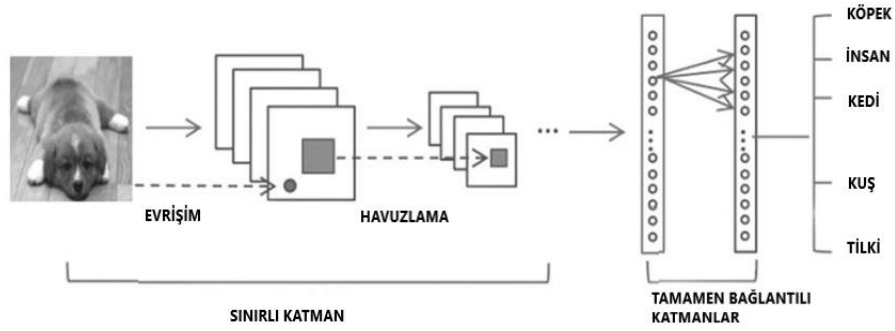 KÖPEK
İNSAN
KEDİ
KUŞ
TİLKİ
EVRİŞİM
HAVUZLAMA
SINIRLI KATMAN
TAMAMEN BAĞLANTILI
KATMANLAR